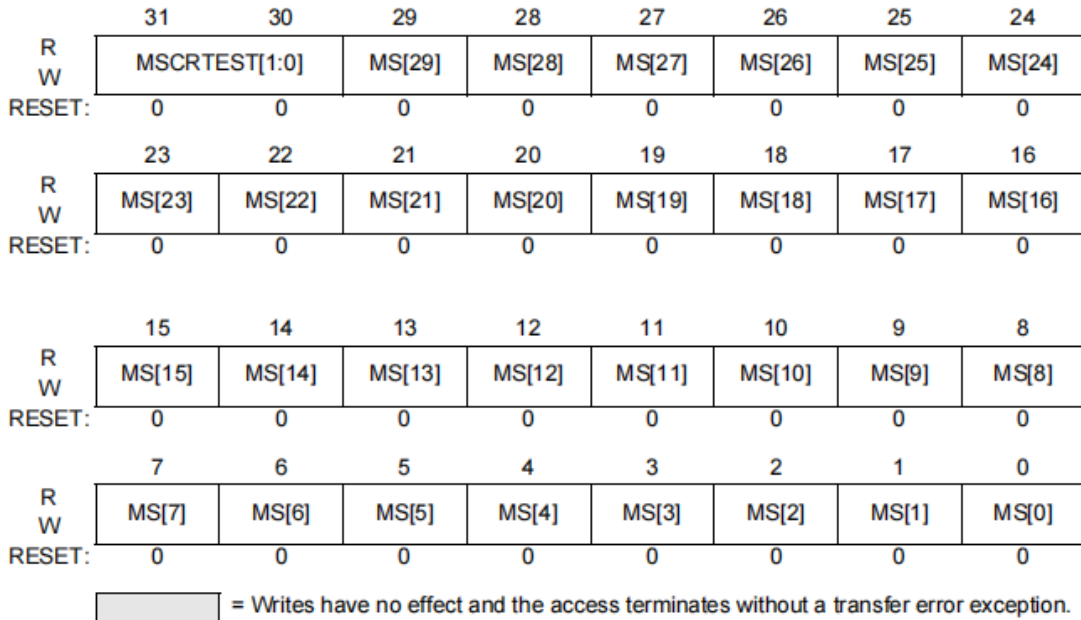 31 30 29 28 27 26 25 24
R
W
MSCRTEST[1:0] MS[29] MS[28] MS[27] MS[26] MS[25] MS[24]
RESET: 0 0 0 0 0 0 0 0
23 22 21 20 19 18 17 16
R
W
MS[23] MS[22] MS[21] MS[20] MS[19] MS[18] MS[17] MS[16]
RESET: 0 0 0 0 0 0 0 0
15 14 13 12 11 10 9 8
R
W
MS[15] MS[14] MS[13] MS[12] MS[11] MS[10] MS[9] MS[8]
RESET: 0 0 0 0 0 0 0 0
7 6 5 4 3 2 1 0
R
W
MS[7] MS[6] MS[5] MS[4] MS[3] MS[2] MS[1] MS[0]
RESET: 0 0 0 0 0 0 0 0
= Writes have no effect and the access terminates without a transfer error exception.